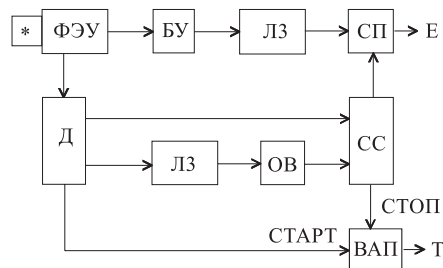 * ФЭУ БУ ЛЗ СП Е
Д СС
ЛЗ ОВ
СТОП
СТАРТ ВАП Т